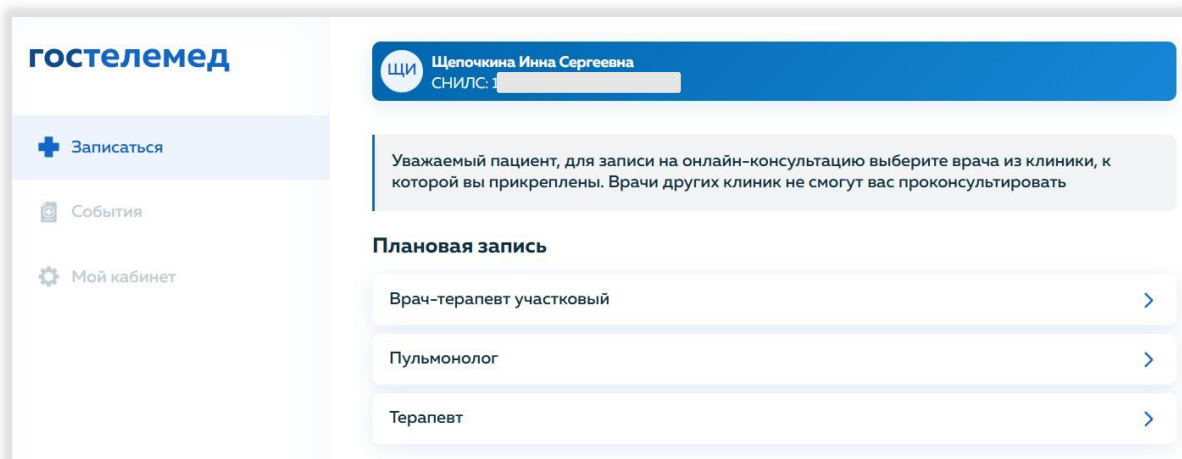 гостелемед
Записаться
События
Мой кабинет
ЩИ
Щепочкина Инна Сергеевна
СНИЛС: 1
Уважаемый пациент, для записи на онлайн-консультацию выберите врача из клиники, к
которой вы прикреплены. Врачи других клиник не смогут вас проконсультировать
Плановая запись
Врач-терапевт участковый
Пульмонолог
Терапевт